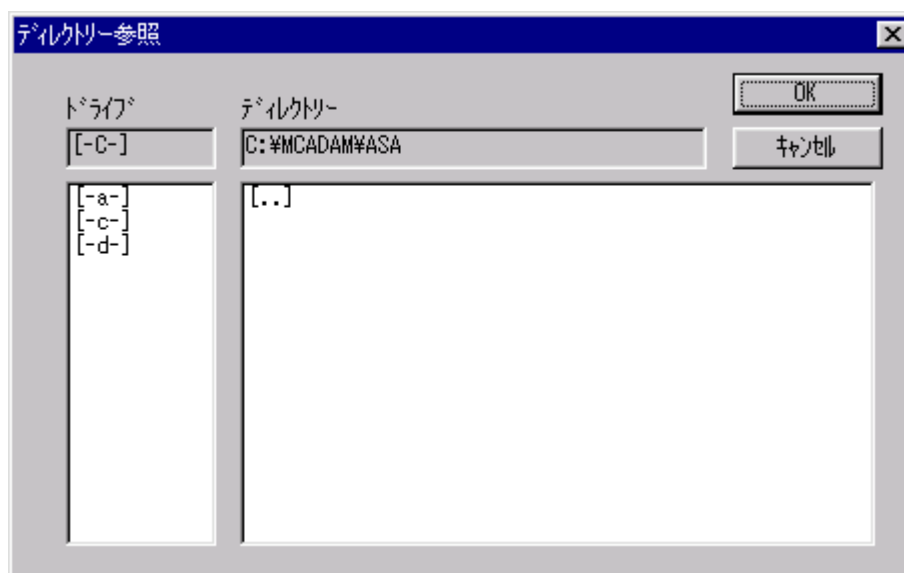 ﾃﾞｨﾚｸﾄﾘｰ参照
ﾄﾞﾗｲﾌﾞ
ﾃﾞｨﾚｸﾄﾘｰ
OK
[-C-]
C:¥MCADAM¥ASA
ｷｬﾝｾﾙ
[-a-]
[-c-]
[-d-]
[..]